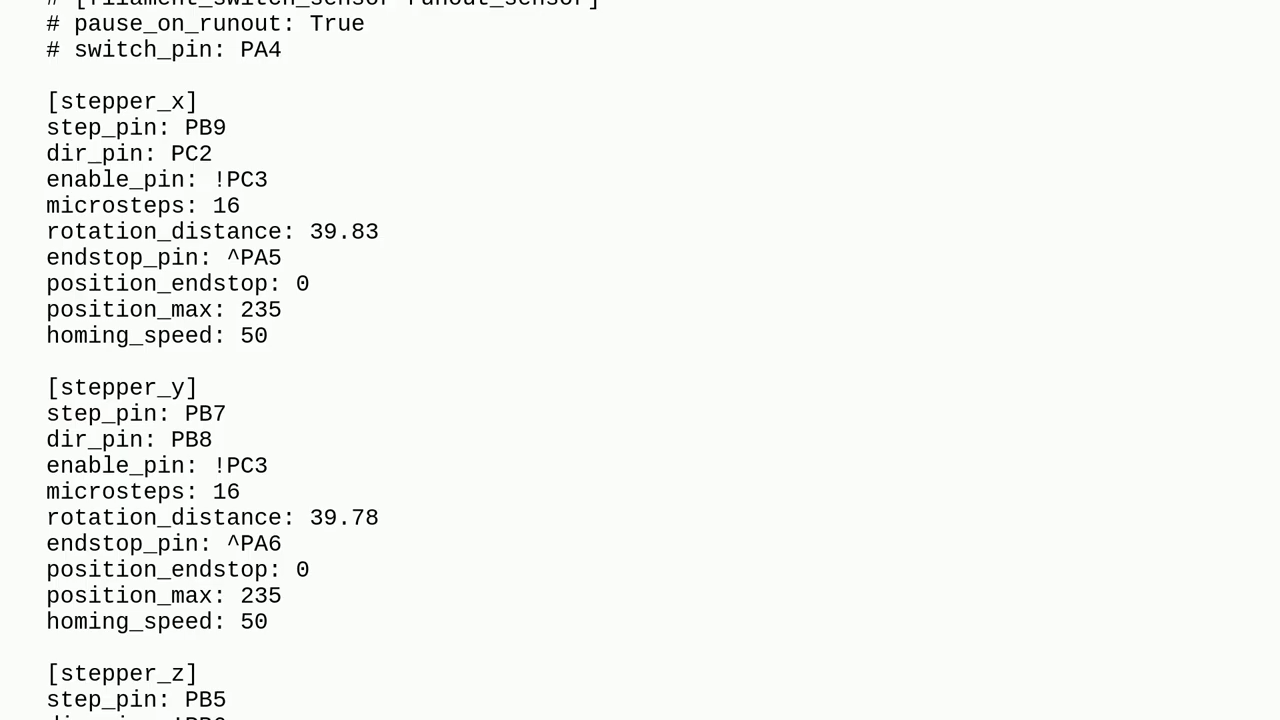 # [filament_switch_sensor runout_sensor]
# pause_on_runout: True
# switch_pin: PA4

[stepper_x]
step_pin: PB9
dir_pin: PC2
enable_pin: !PC3
microsteps: 16
rotation_distance: 39.83
endstop_pin: ^PA5
position_endstop: 0
position_max: 235
homing_speed: 50

[stepper_y]
step_pin: PB7
dir_pin: PB8
enable_pin: !PC3
microsteps: 16
rotation_distance: 39.78
endstop_pin: ^PA6
position_endstop: 0
position_max: 235
homing_speed: 50

[stepper_z]
step_pin: PB5